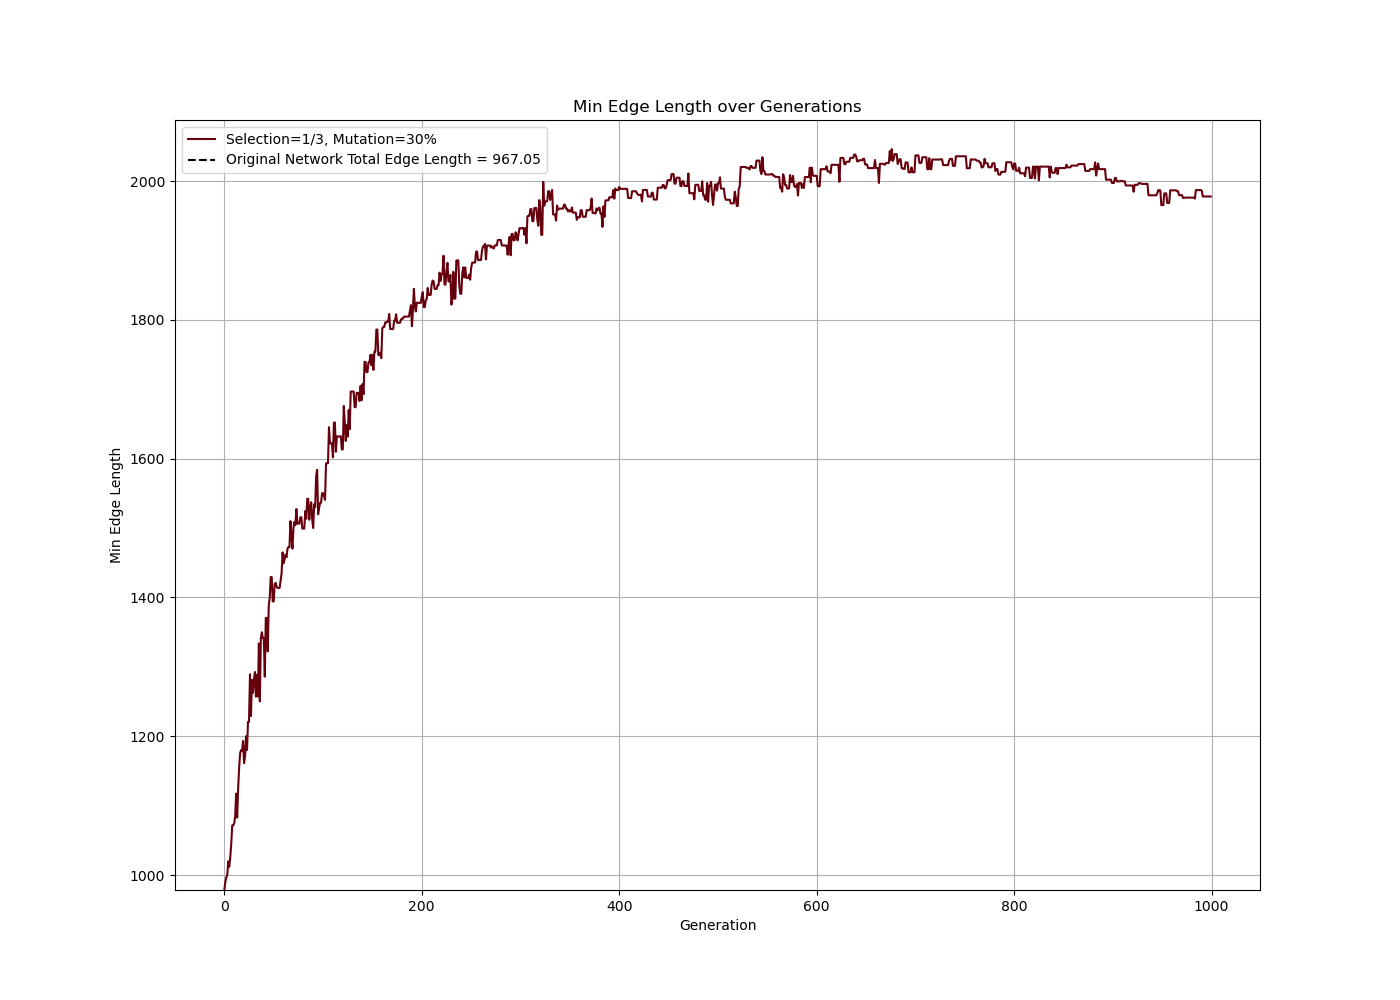 Min Edge Length over Generations
Selection=1/3, Mutation=30%
Original Network Total Edge Length = 967.05
2000
1800
1600
1400
1200
1000
Min Edge Length
0 200 400 600 800 1000
Generation